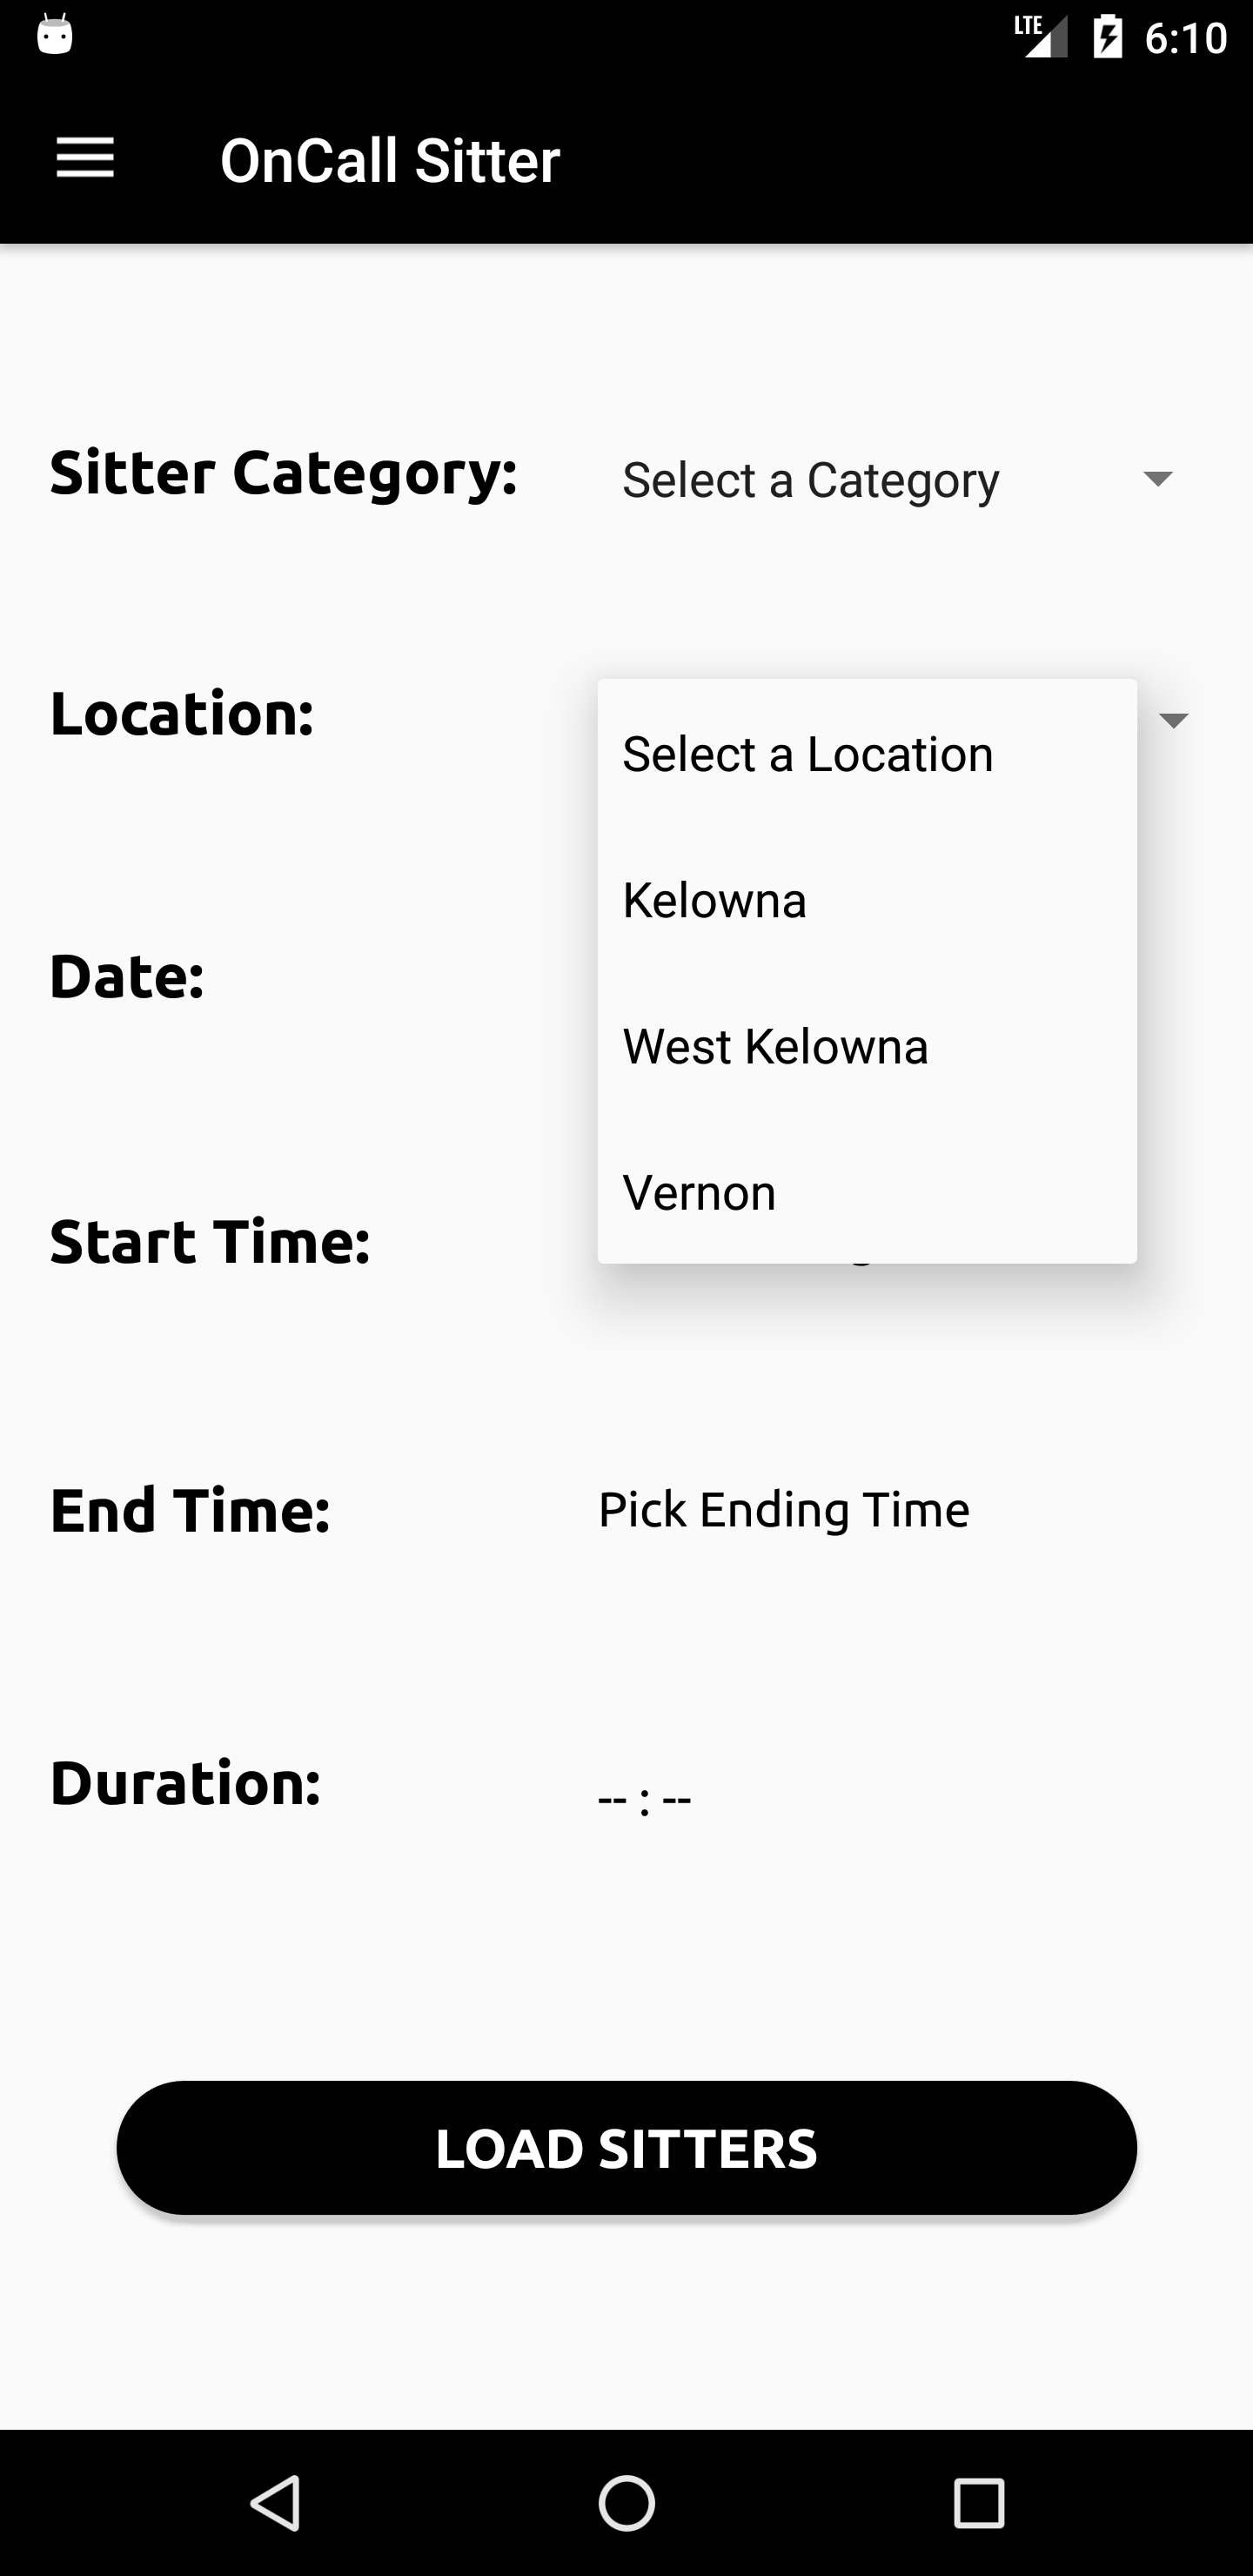 LTE 6:10
OnCall Sitter
Sitter Category: Select a Category
Location:
Select a Location
Kelowna
Date:
West Kelowna
Vernon
Start Time:
End Time: Pick Ending Time
Duration: -- : --
LOAD SITTERS